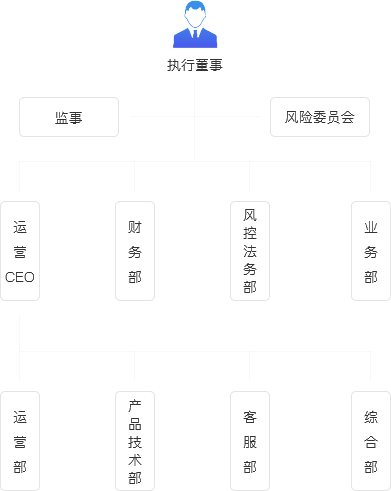 执行董事
监事
风险委员会
运营CEO
财务部
风控法务部
业务部
运营部
产品技术部
客服部
综合部